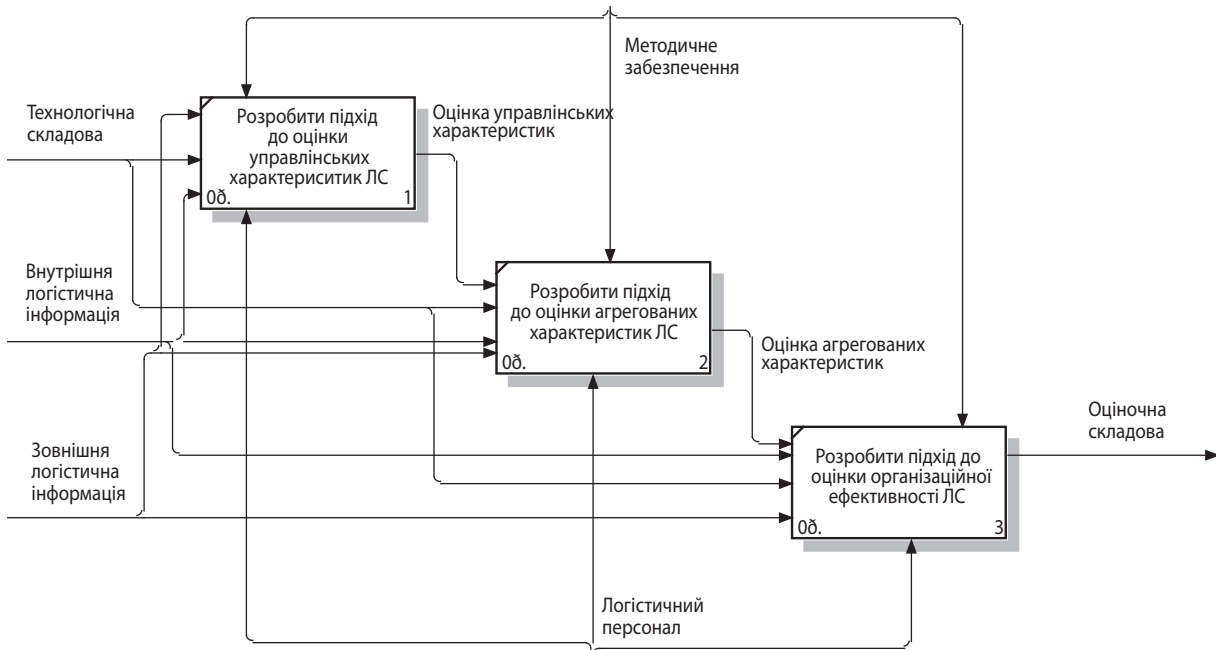 Методичне
забезпечення
Технологічна
складова
Розробити підхід
до оцінки
управлінських
характериситик ЛС
0ð.
1
Оцінка управлінських
характеристик
Внутрішня
логістична
інформація
Розробити підхід
до оцінки агрегованих
характеристик ЛС
0ð.
2
Оцінка агрегованих
характеристик
Зовнішня
логістична
інформація
Розробити підхід до
оцінки організаційної
ефективності ЛС
0ð.
3
Оціночна
складова
Логістичний
персонал